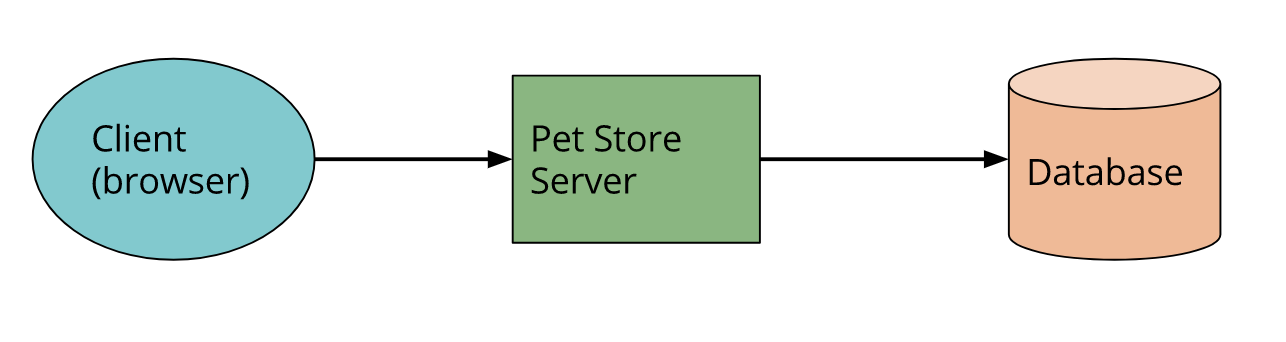 Client
(browser)
Pet Store
Server
Database